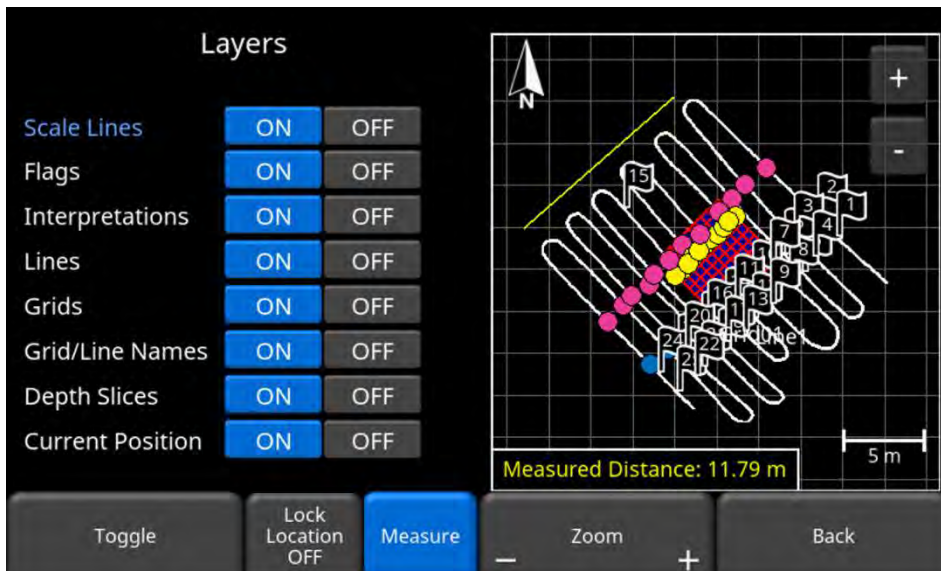 Layers
Scale Lines ON OFF
Flags ON OFF
Interpretations ON OFF
Lines ON OFF
Grids ON OFF
Grid/Line Names ON OFF
Depth Slices ON OFF
Current Position ON OFF
N
+
-
15
2
1
3
4
7
8
11
9
16
13
20
24
22
5 m
Measured Distance: 11.79 m
Toggle
Lock
Location
OFF
Measure
− Zoom +
Back